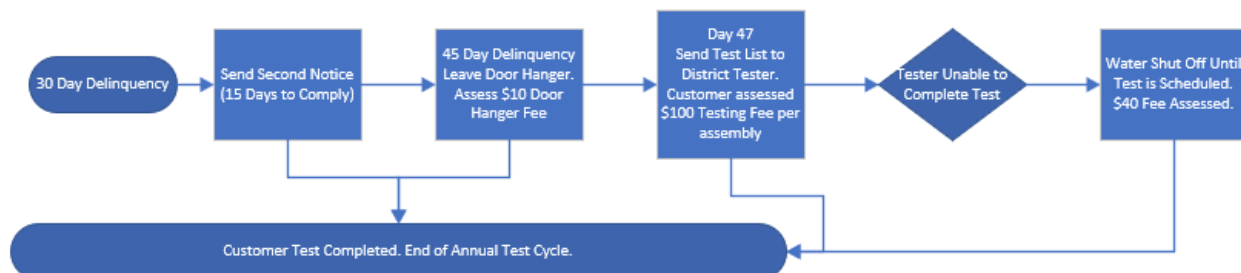 30 Day Delinquency
Send Second Notice
(15 Days to Comply)
45 Day Delinquency
Leave Door Hanger.
Assess $10 Door
Hanger Fee
Day 47
Send Test List to
District Tester.
Customer assessed
$100 Testing Fee per
assembly
Tester Unable to
Complete Test
Water Shut Off Until
Test is Scheduled.
$40 Fee Assessed.
Customer Test Completed. End of Annual Test Cycle.